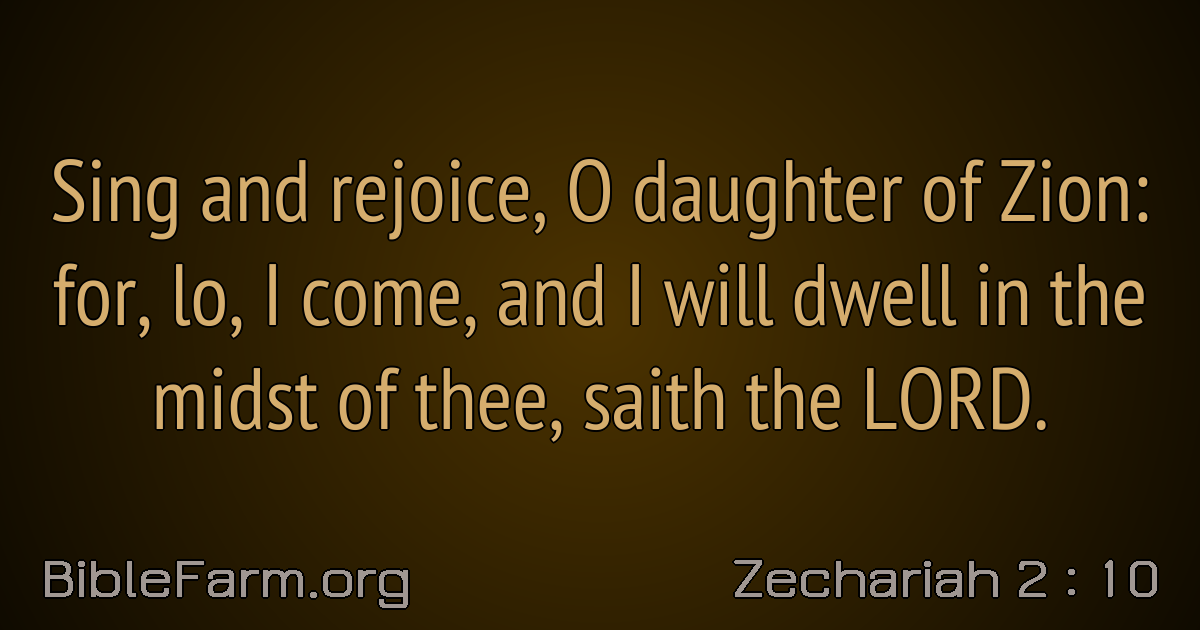 Sing and rejoice, O daughter of Zion:
for, lo, I come, and I will dwell in the
midst of thee, saith the LORD.
BibleFarm.org
Zechariah 2 : 10